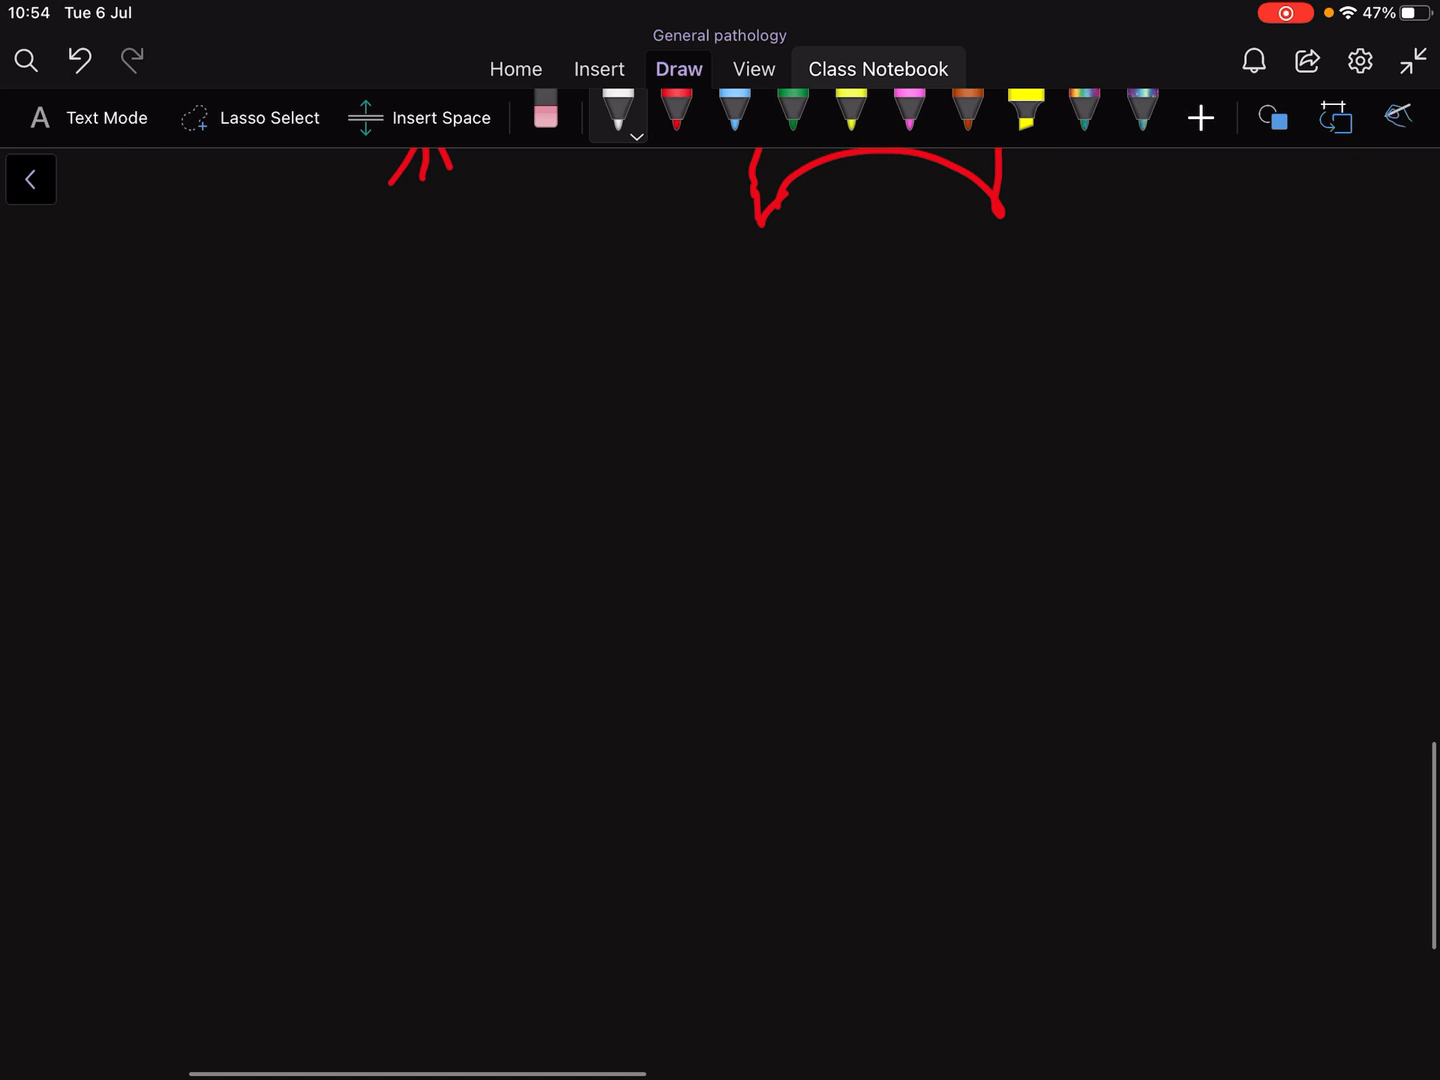 10:54 Tue 6 Jul 47%
General pathology
Home Insert Draw View Class Notebook
A Text Mode Lasso Select Insert Space